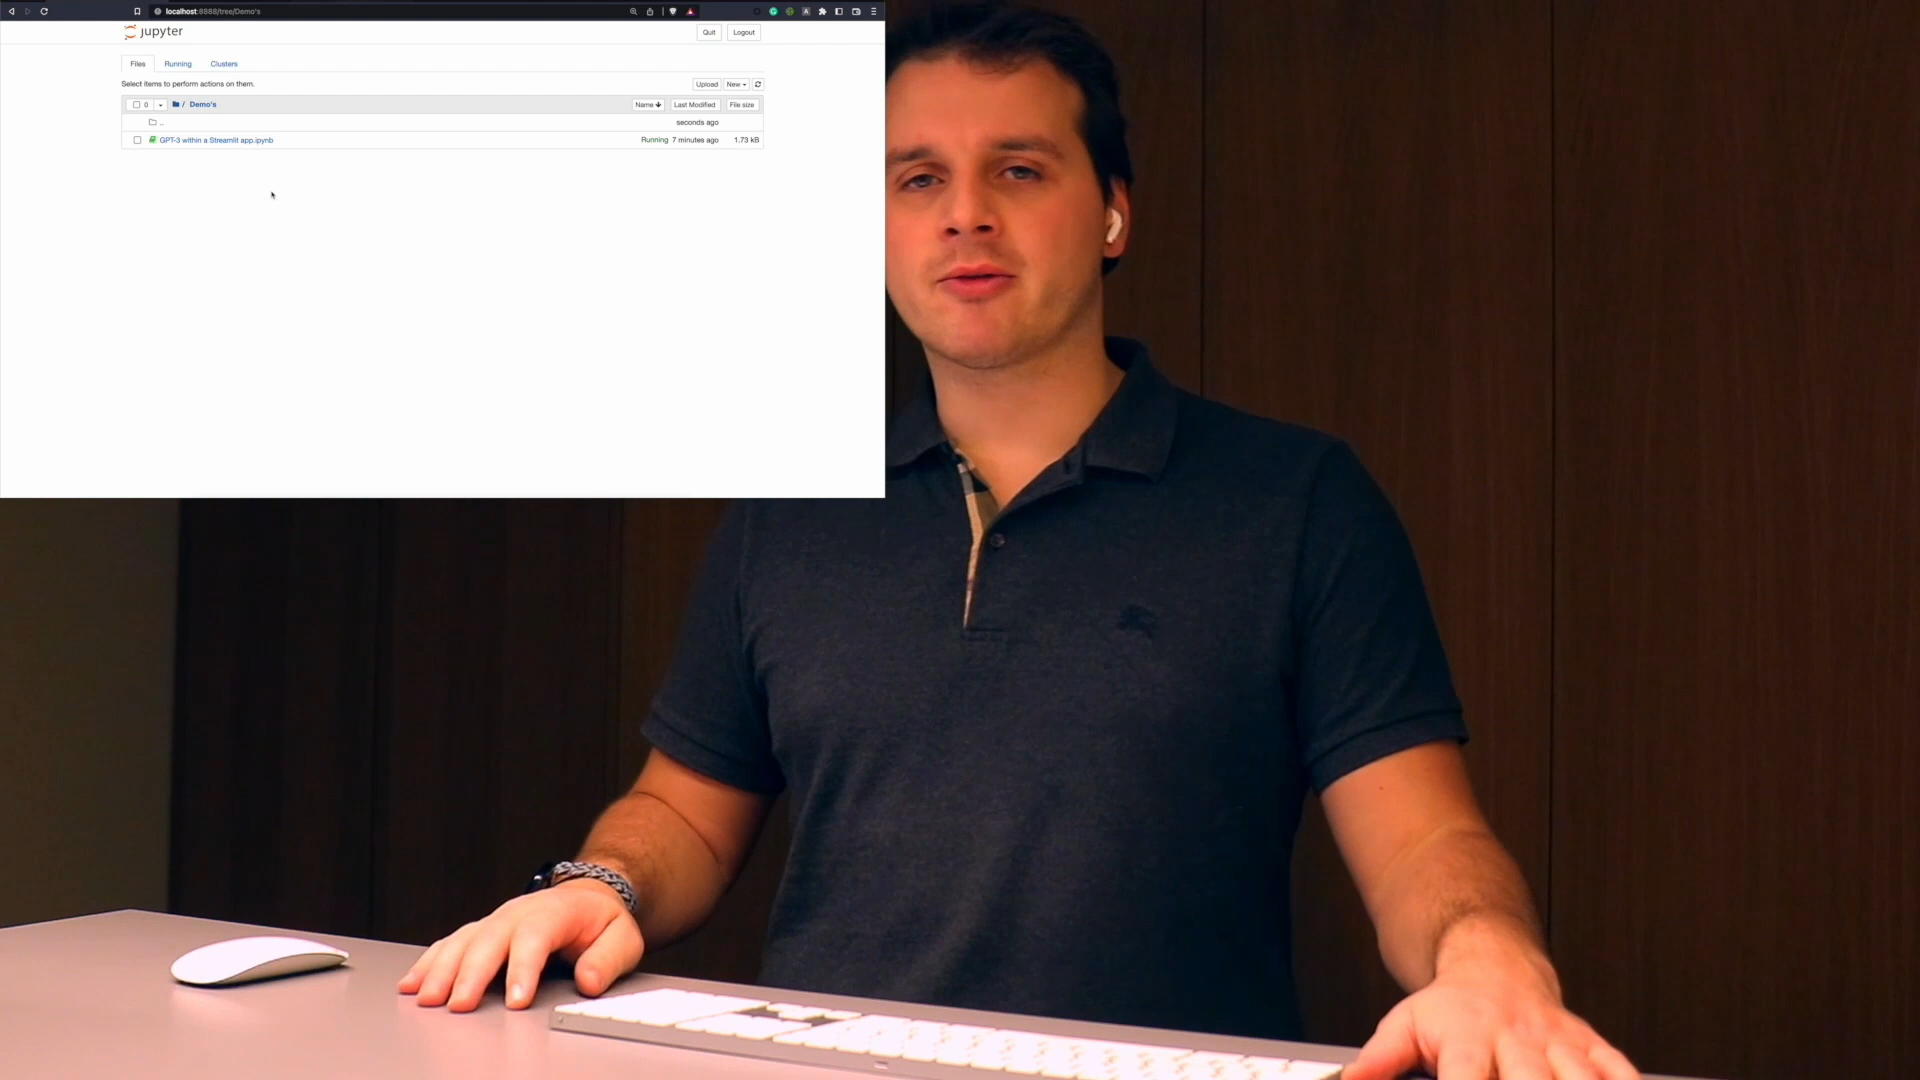 localhost:8888/tree/Demo's
jupyter
Quit
Logout
Files
Running
Clusters
Select items to perform actions on them.
Upload
New
0
/
Demo's
Name
Last Modified
File size
..
seconds ago
GPT-3 within a Streamlit app.ipynb
Running
7 minutes ago
1.73 kB